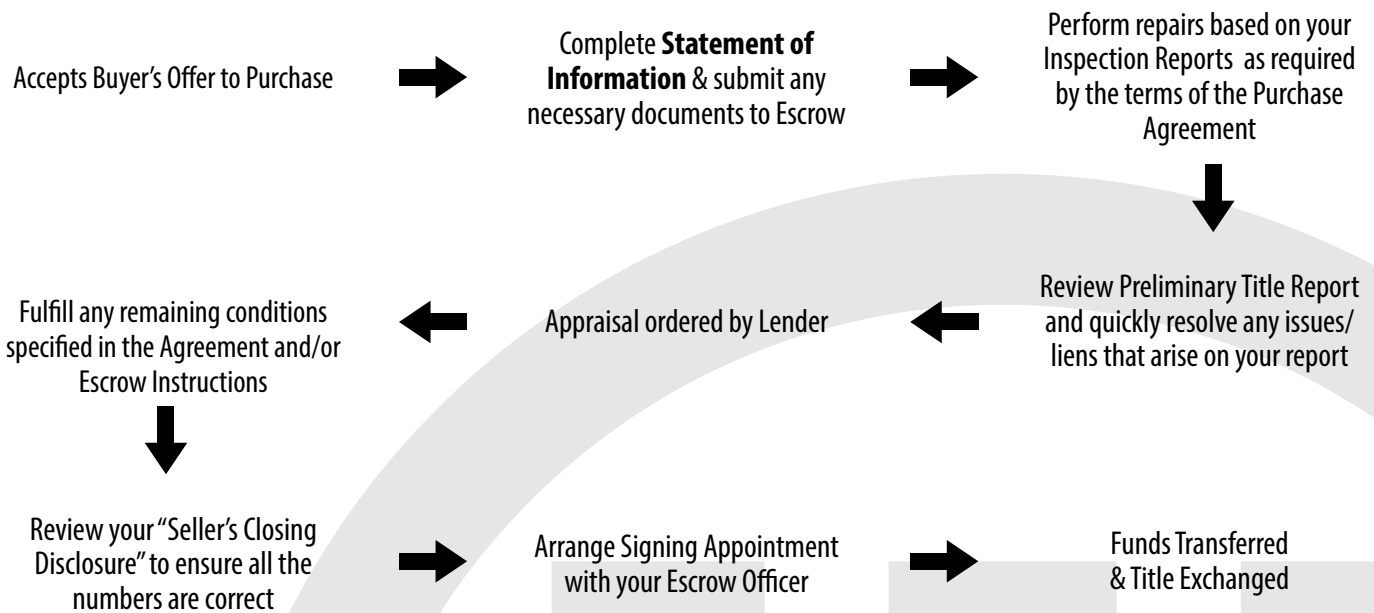 Accepts Buyer’s Offer to Purchase
Complete Statement of
Information & submit any
necessary documents to Escrow
Perform repairs based on your
Inspection Reports as required
by the terms of the Purchase
Agreement
Review Preliminary Title Report
and quickly resolve any issues/
liens that arise on your report
Appraisal ordered by Lender
Fulfill any remaining conditions
specified in the Agreement and/or
Escrow Instructions
Review your “Seller’s Closing
Disclosure” to ensure all the
numbers are correct
Arrange Signing Appointment
with your Escrow Officer
Funds Transferred
& Title Exchanged